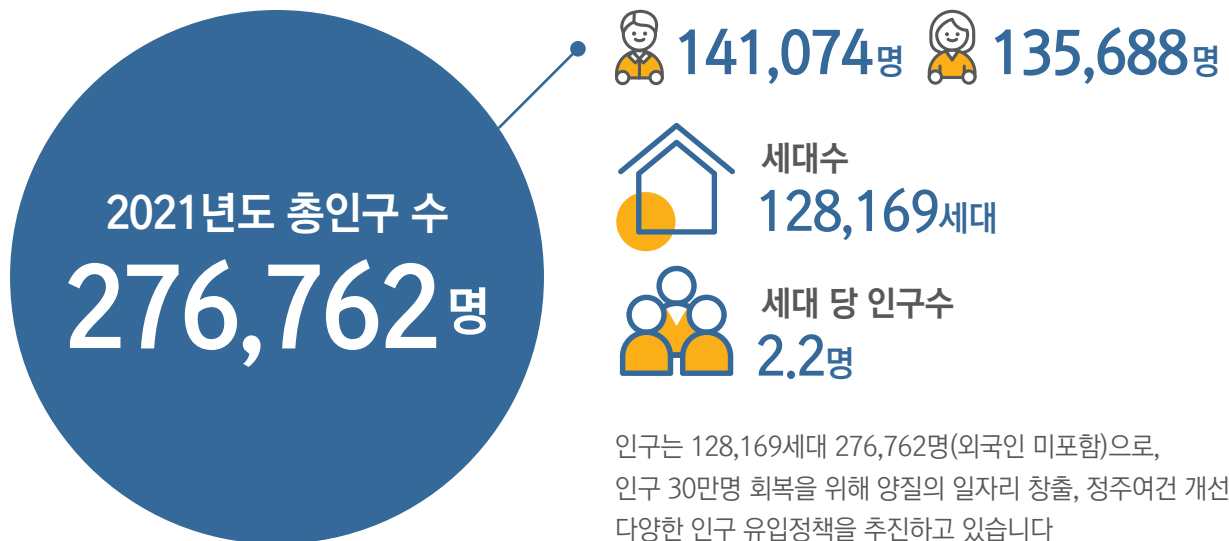 2021년도 총인구 수
276,762명
141,074명
135,688명
세대수
128,169세대
세대 당 인구수
2.2명
인구는 128,169세대 276,762명(외국인 미포함)으로,
인구 30만명 회복을 위해 양질의 일자리 창출, 정주여건 개선
다양한 인구 유입정책을 추진하고 있습니다